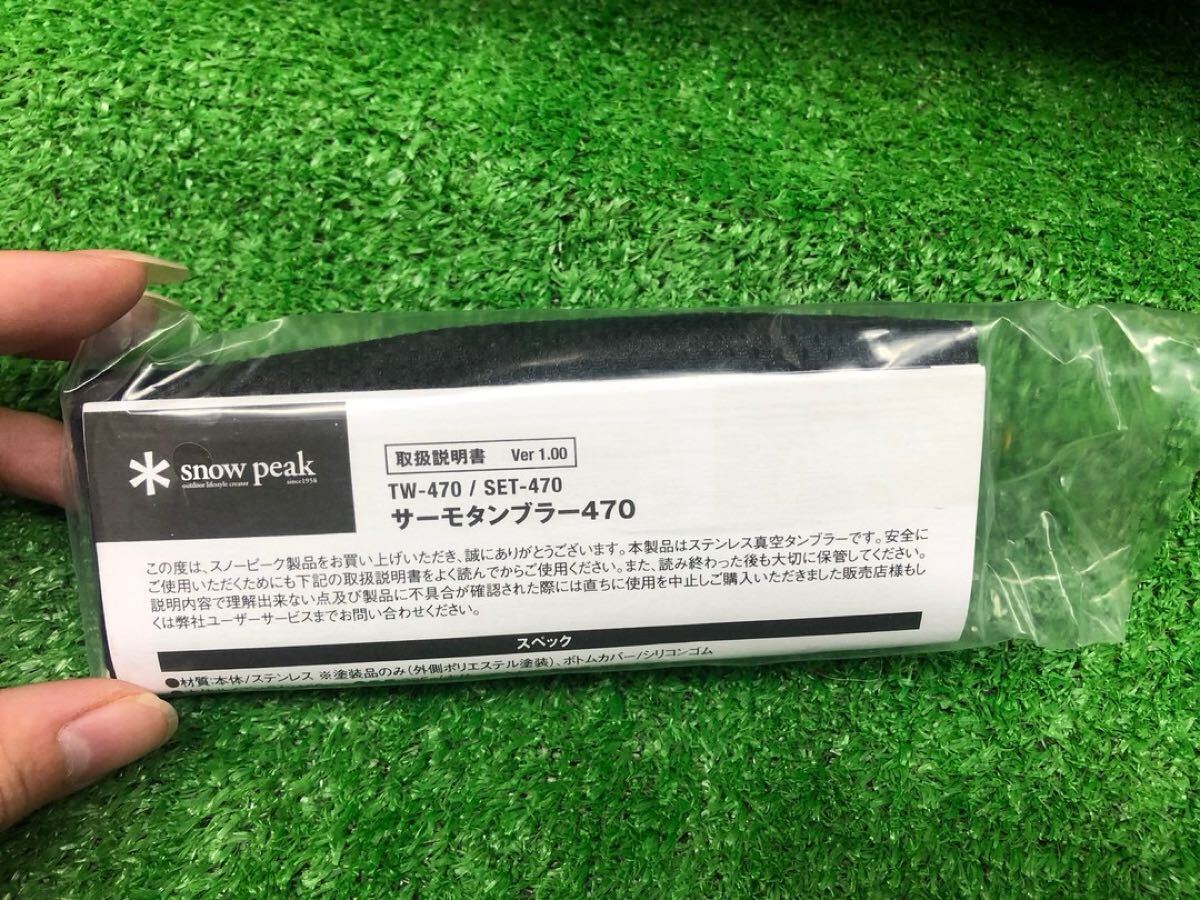 snow peak
outdoor lifestyle creator
since1958
取扱説明書 Ver 1.00
TW-470 / SET-470
サーモタンブラー470
この度は、スノーピーク製品をお買い上げいただき、誠にありがとうございます。本製品はステンレス真空タンブラーです。安全に
ご使用いただくためにも下記の取扱説明書をよく読んでからご使用ください。また、読み終わった後も大切に保管してください。
説明内容で理解出来ない点及び製品に不具合が確認された際には直ちに使用を中止しご購入いただきました販売店様もし
くは弊社ユーザーサービスまでお問い合わせください。
スペック
●材質:本体/ステンレス ※塗装品のみ(外側ポリエステル塗装)、ボトムカバー/シリコンゴム